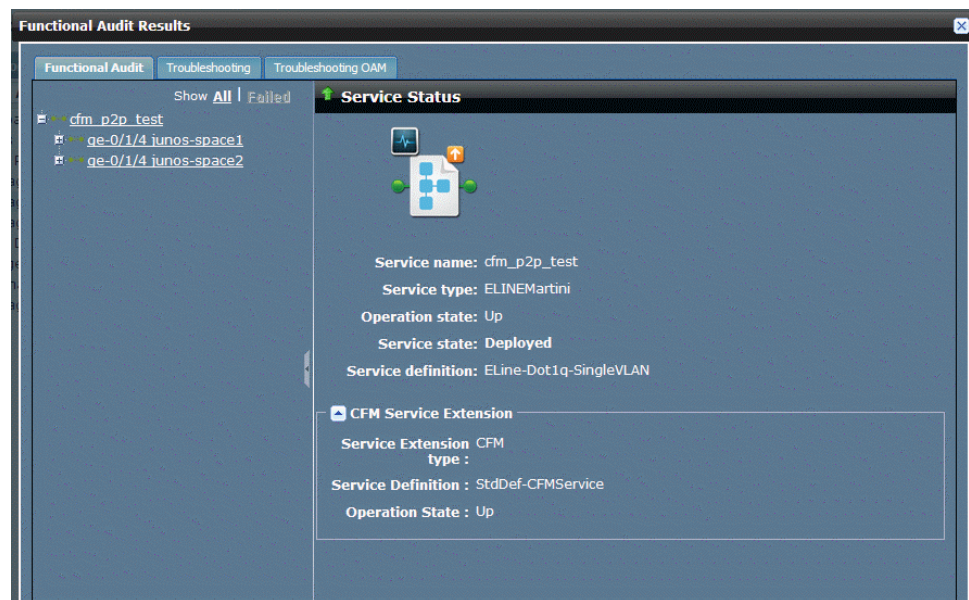 Functional Audit Results
Functional Audit Troubleshooting Troubleshooting OAM
Show All | Failed
cfm_p2p_test
ge-0/1/4 junos-space1
ge-0/1/4 junos-space2
Service Status
Service name: cfm_p2p_test
Service type: ELINEMartini
Operation state: Up
Service state: Deployed
Service definition: ELine-Dot1q-SingleVLAN
CFM Service Extension
Service Extension CFM
type :
Service Definition : StdDef-CFMService
Operation State : Up